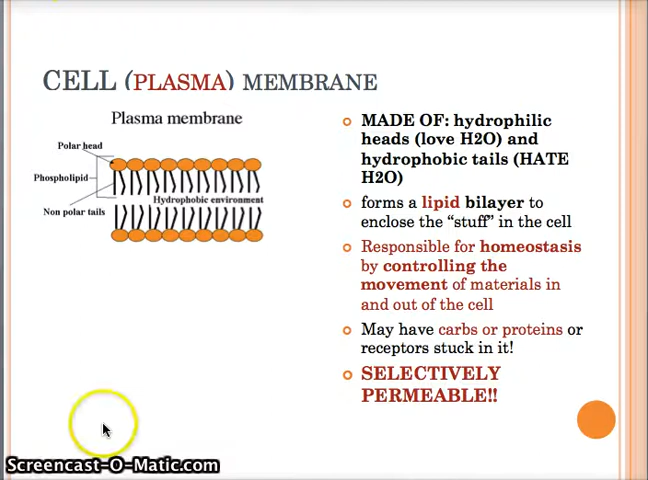 CELL (PLASMA) MEMBRANE
Plasma membrane
Polar head
Phospholipid
Hydrophobic environment
Non polar tails
MADE OF: hydrophilic
heads (love H2O) and
hydrophobic tails (HATE
H2O)
forms a lipid bilayer to
enclose the “stuff” in the cell
Responsible for homeostasis
by controlling the
movement of materials in
and out of the cell
May have carbs or proteins or
receptors stuck in it!
SELECTIVELY
PERMEABLE!!
Screencast-O-Matic.com